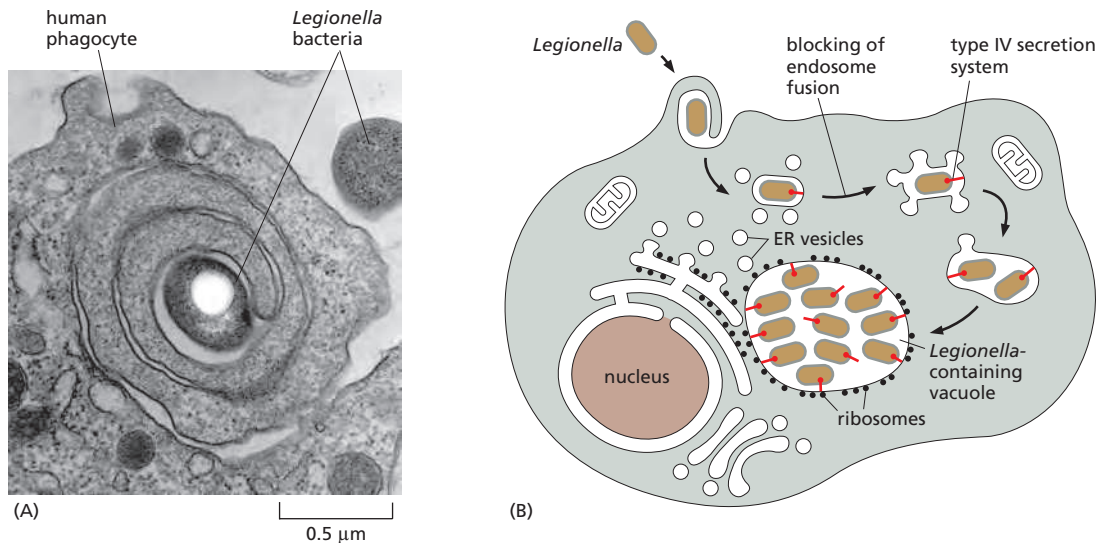 human
phagocyte
Legionella
bacteria
(A)
0.5 μm
Legionella
blocking of
endosome
fusion
type IV secretion
system
ER vesicles
nucleus
Legionella-
containing
vacuole
ribosomes
(B)